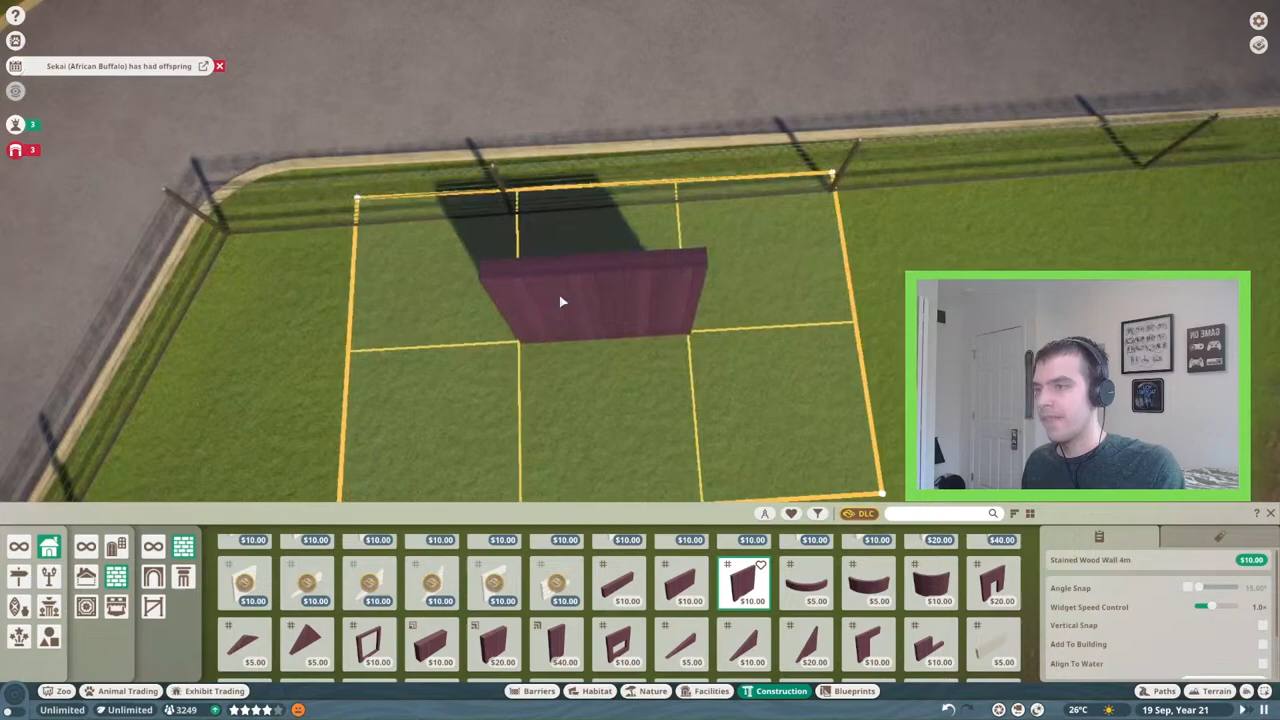 ?
Sekai (African Buffalo) has had offspring
3
3
GAME ON
DLC
?
$10.00 $10.00 $10.00 $10.00 $10.00 $10.00 $10.00 $10.00 $10.00 $10.00 $10.00 $20.00 $40.00
$10.00 $10.00 $10.00 $10.00 $10.00 $10.00 $10.00 $10.00 $10.00 $5.00 $5.00 $10.00 $20.00
$5.00 $5.00 $10.00 $10.00 $20.00 $40.00 $10.00 $5.00 $10.00 $20.00 $10.00 $10.00 $5.00
Stained Wood Wall 4m $10.00
Angle Snap 15.00°
Widget Speed Control 1.0×
Vertical Snap
Add To Building
Align To Water
Zoo Animal Trading Exhibit Trading Barriers Habitat Nature Facilities Construction Blueprints Paths Terrain
Unlimited Unlimited 3249 26°C 19 Sep, Year 21